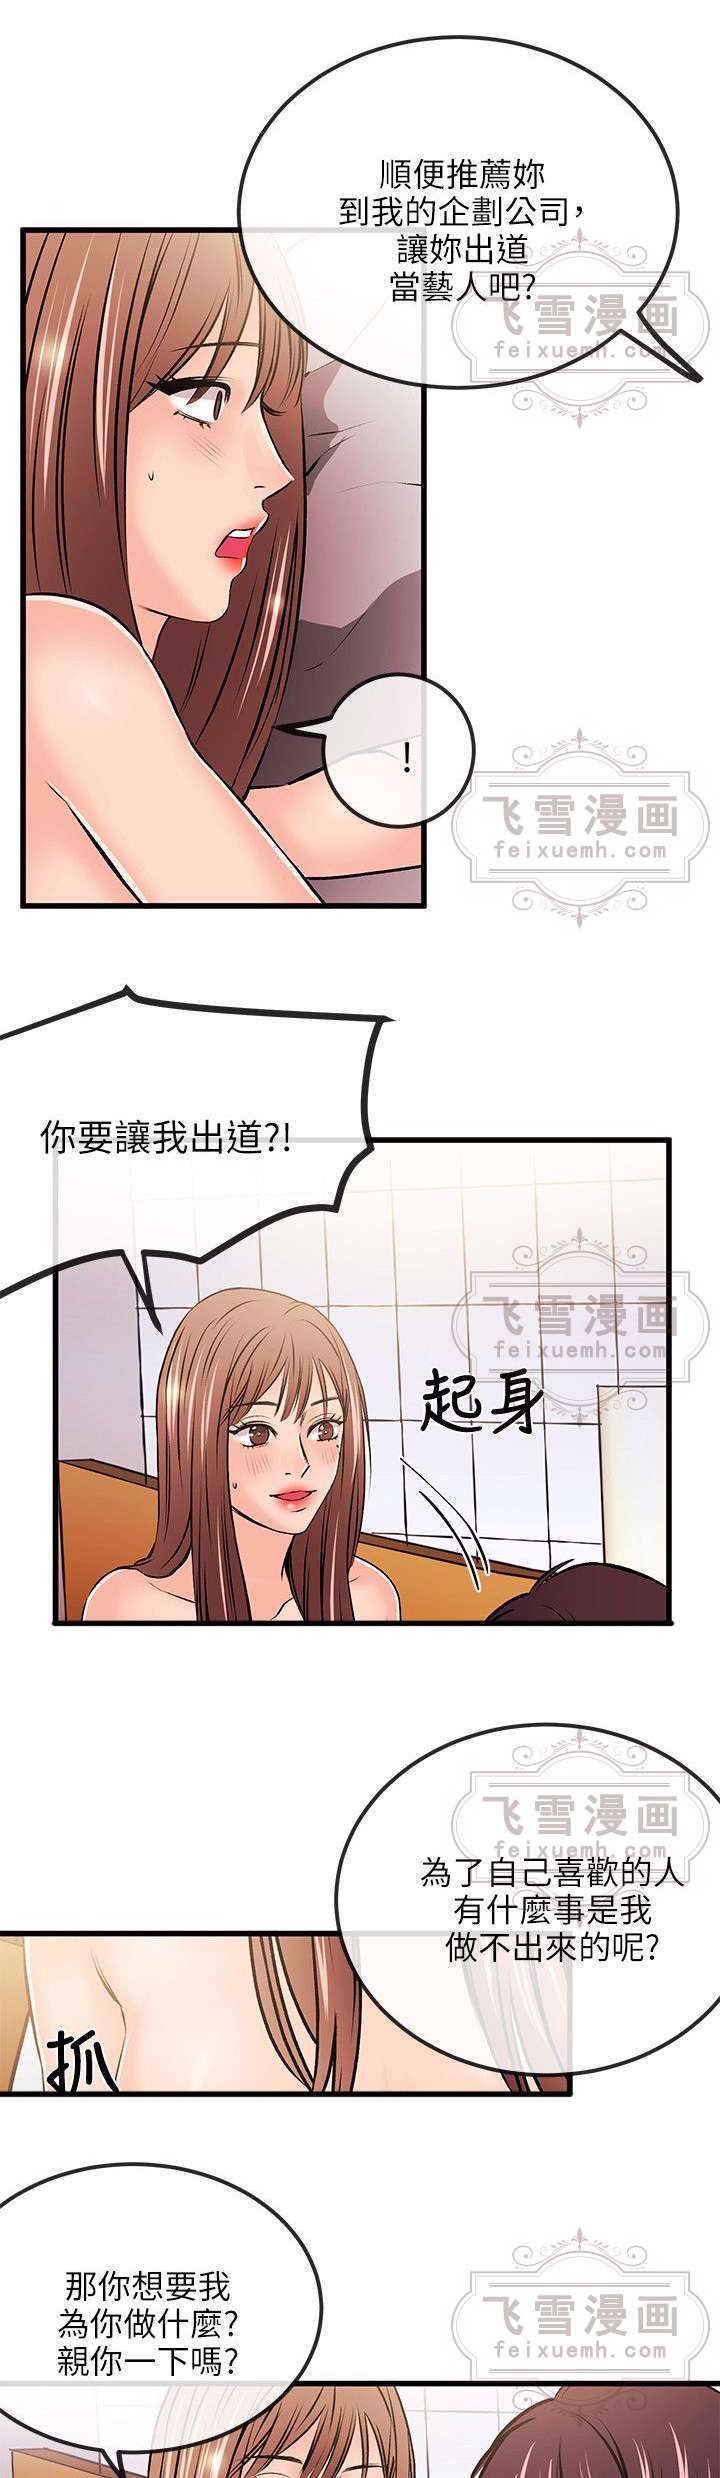 順便推薦妳
到我的企劃公司，
讓妳出道
當藝人吧?
飞雪漫画
feixuemh.com
!
飞雪漫画
feixuemh.com
你要讓我出道?!
飞雪漫画
feixuemh.com
起身
飞雪漫画
feixuemh.com
為了自己喜歡的人
有什麼事是我
做不出來的呢?
抓
那你想要我
為你做什麼?
親你一下嗎?
飞雪漫画
feixuemh.com